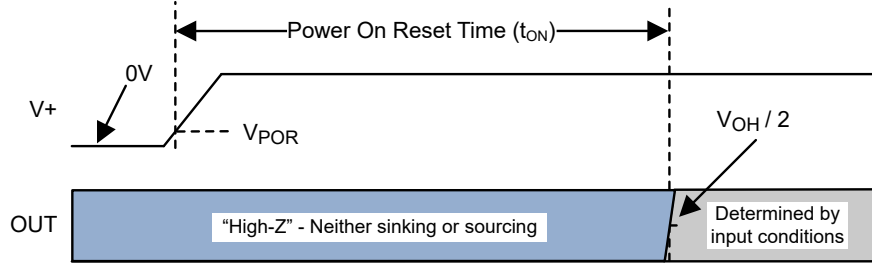 Power On Reset Time (tON)
0V
V+
VPOR
VOH / 2
OUT
“High-Z” - Neither sinking or sourcing
Determined by
input conditions